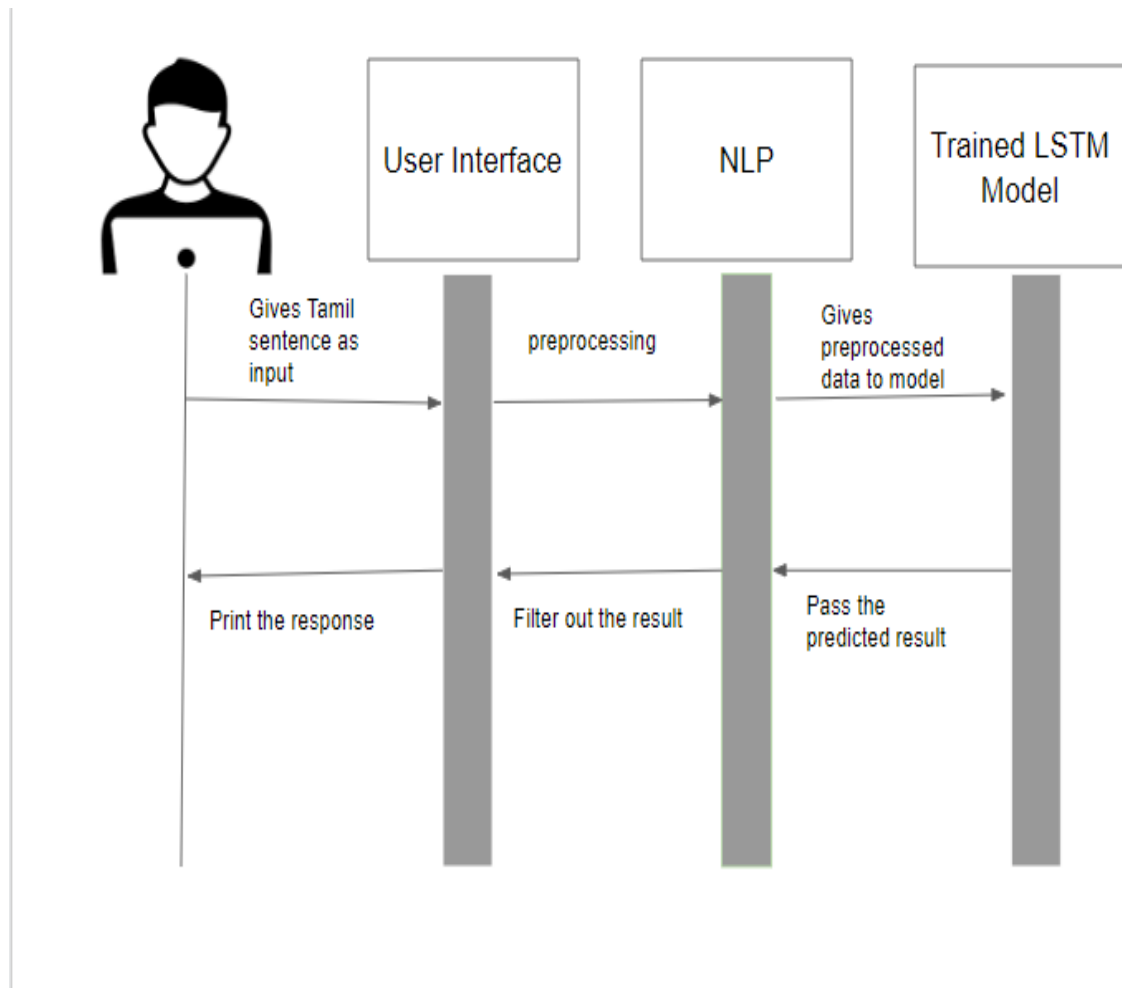 User Interface
NLP
Trained LSTM
Model
Gives Tamil
sentence as
input
preprocessing
Gives
preprocessed
data to model
Print the response
Filter out the result
Pass the
predicted result